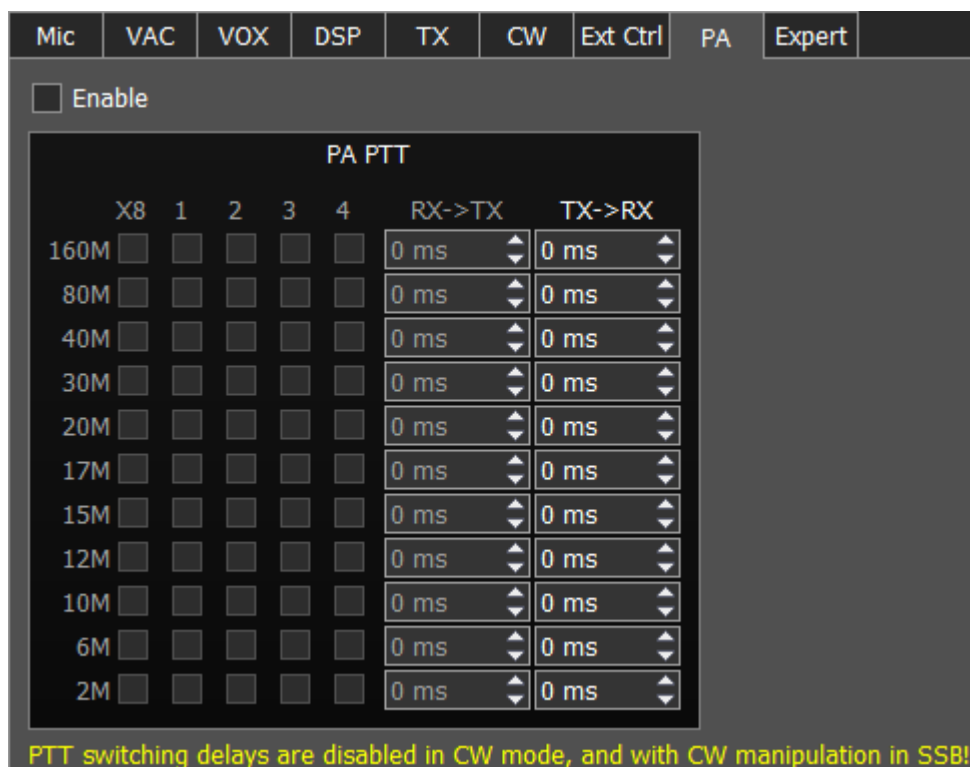 Mic VAC VOX DSP TX CW Ext Ctrl PA Expert
Enable
PA PTT
X8 1 2 3 4 RX->TX TX->RX
160M 0 ms 0 ms
80M 0 ms 0 ms
40M 0 ms 0 ms
30M 0 ms 0 ms
20M 0 ms 0 ms
17M 0 ms 0 ms
15M 0 ms 0 ms
12M 0 ms 0 ms
10M 0 ms 0 ms
6M 0 ms 0 ms
2M 0 ms 0 ms
PTT switching delays are disabled in CW mode, and with CW manipulation in SSB!